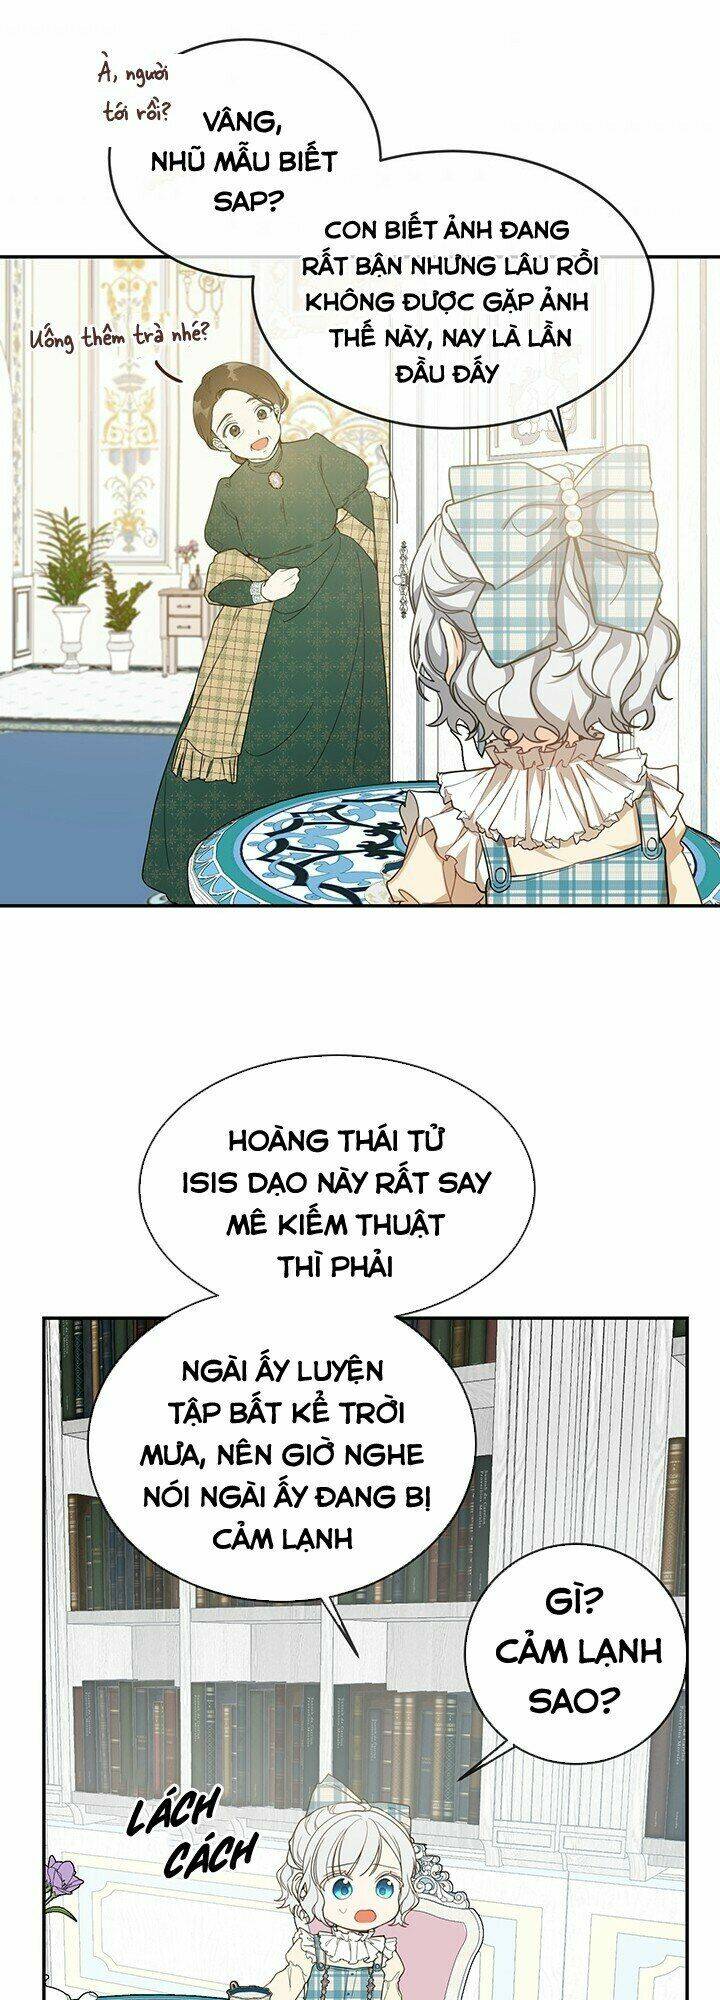 À, người
tới rồi?
VÂNG,
NHŨ MẪU BIẾT
SAP?
CON BIẾT ẢNH ĐANG
RẤT BẬN NHƯNG LÂU RỒI
KHÔNG ĐƯỢC GẶP ẢNH
THẾ NÀY, NAY LÀ LẦN
ĐẦU ĐẤY
Uống thêm trà nhé?
HOÀNG THÁI TỬ
ISIS DẠO NÀY RẤT SAY
MÊ KIẾM THUẬT
THÌ PHẢI
NGÀI ẤY LUYỆN
TẬP BẤT KỂ TRỜI
MƯA, NÊN GIỜ NGHE
NÓI NGÀI ẤY ĐANG BỊ
CẢM LẠNH
GÌ?
CẢM LẠNH
SAO?
LÁCH
CÁCH